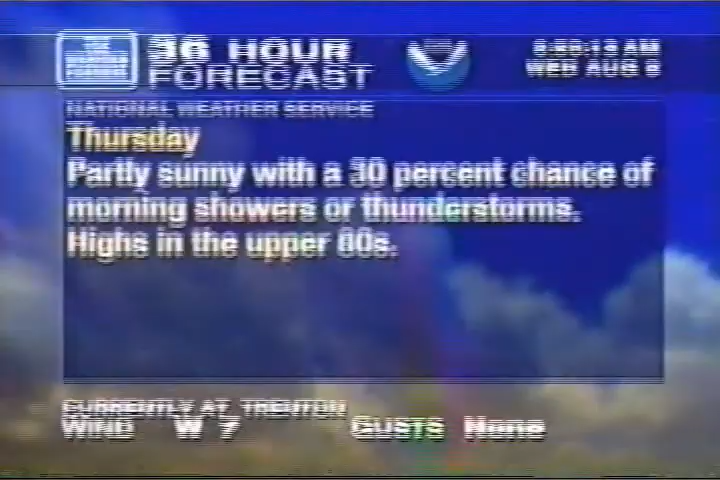 36 HOUR
FORECAST
AM
WED AUG
NATIONAL WEATHER SERVICE
Thursday
Partly sunny with a 30 percent chance of
morning showers or thunderstorms.
Highs in the upper 80s.
CURRENTLY AT TRENTON
WIND W 7 GUSTS None